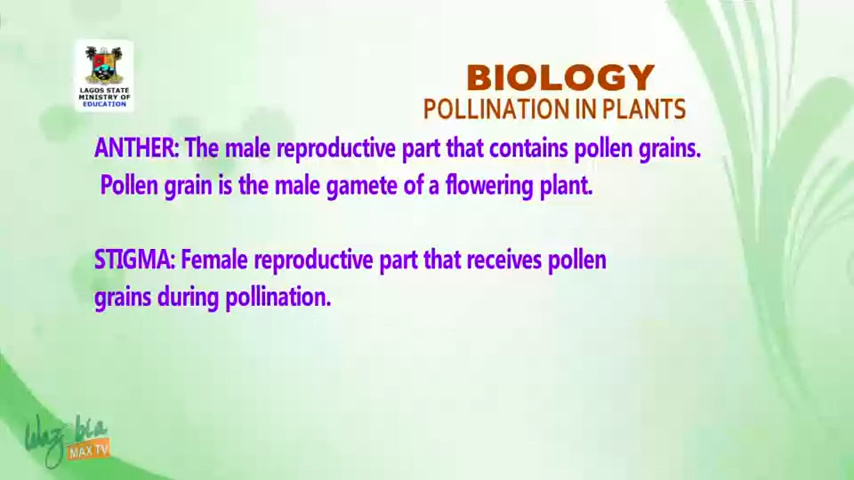 LAGOS STATE
MINISTRY OF
EDUCATION
BIOLOGY
POLLINATION IN PLANTS
ANTHER: The male reproductive part that contains pollen grains.
Pollen grain is the male gamete of a flowering plant.
STIGMA: Female reproductive part that receives pollen
grains during pollination.
MAX TV